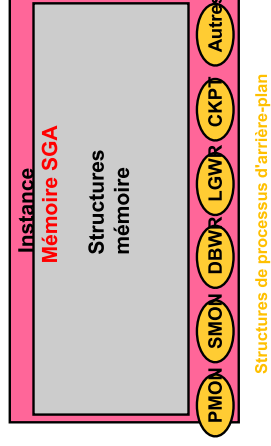 Instance
Mémoire SGA
Structures
mémoire
PMON
SMON
DBWR
LGWR
CKPT
Autres
Structures de processus d'arrière-plan